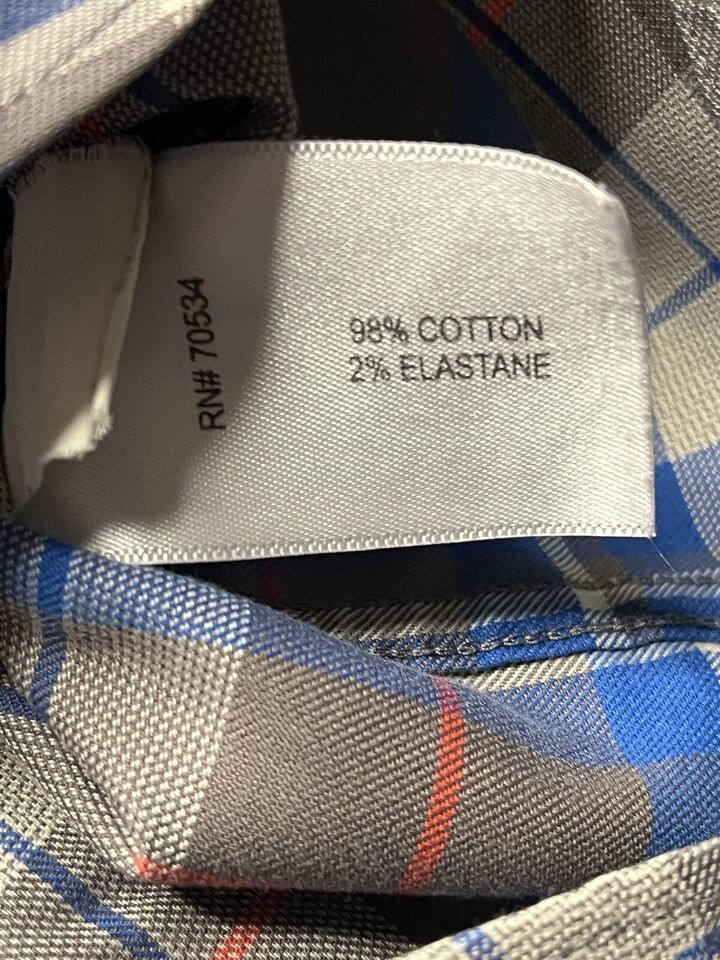 RN# 70534
98% COTTON
2% ELASTANE